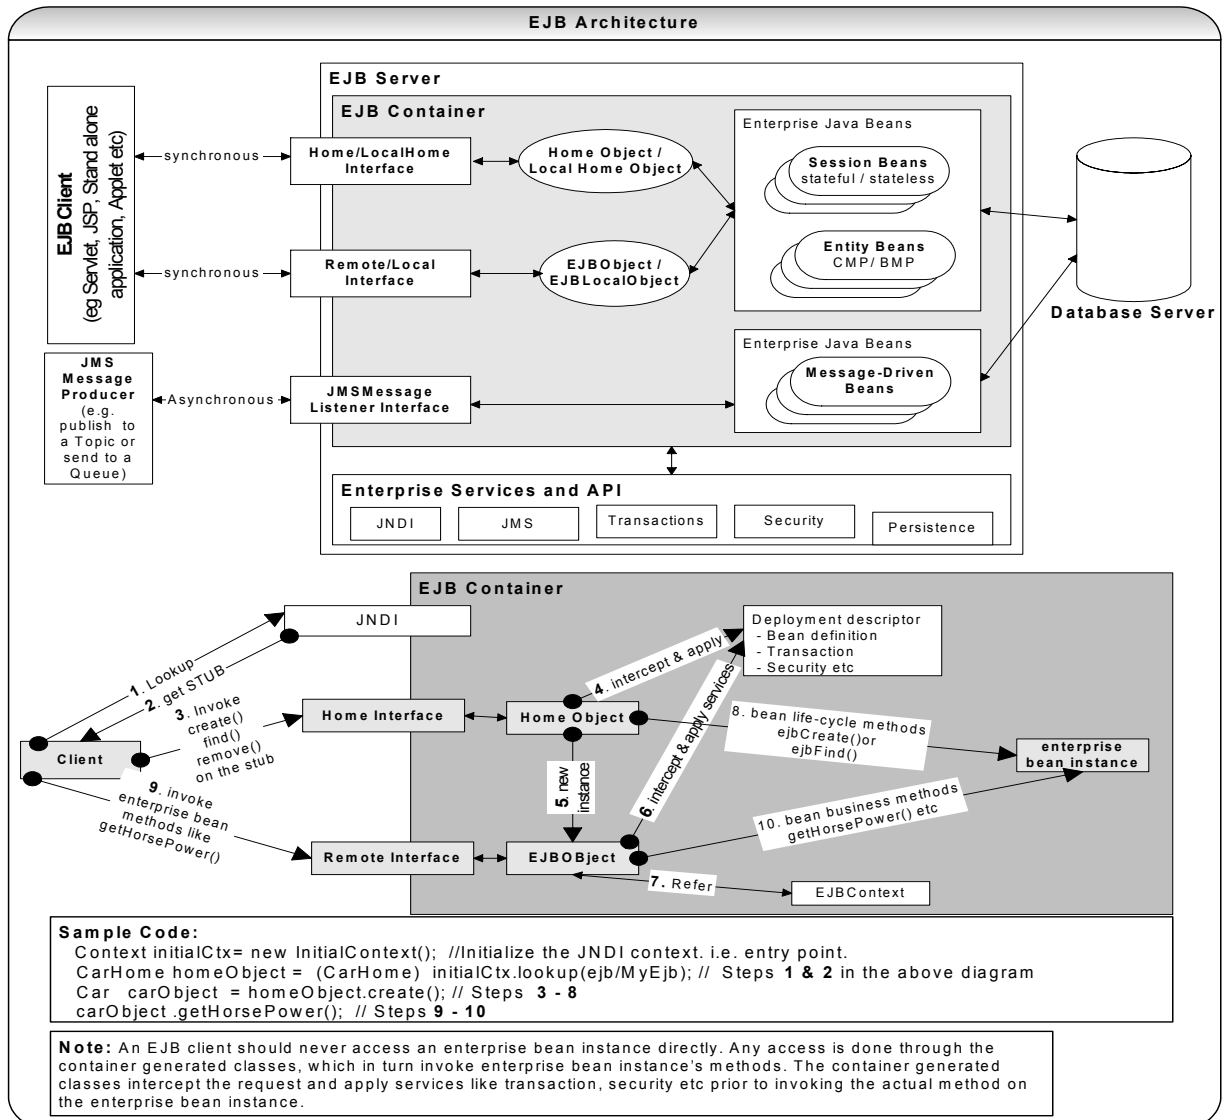 EJB Architecture
EJB Server
EJB Container
EJB Client
(eg Servlet, JSP, Stand alone
application, Applet etc)
synchronous
Home/LocalHome
Interface
Home Object /
Local Home Object
Enterprise Java Beans
Session Beans
stateful / stateless
Entity Beans
CMP/ BMP
synchronous
Remote/Local
Interface
EJBObject /
EJBLocalObject
Database Server
JMS
Message
Producer
(e.g.
publish to
a Topic or
send to a
Queue)
Asynchronous
JMSMessage
Listener Interface
Enterprise Java Beans
Message-Driven
Beans
Enterprise Services and API
JNDI
JMS
Transactions
Security
Persistence
EJB Container
JNDI
Deployment descriptor
- Bean definition
- Transaction
- Security etc
1. Lookup
2. get STUB
3. Invoke
create()
find()
remove()
on the stub
4. intercept & apply
6. intercept & apply services
Client
Home Interface
Home Object
8. bean life-cycle methods
ejbCreate()or
ejbFind()
enterprise
bean instance
5. new
instance
9. invoke
enterprise bean
methods like
getHorsePower()
10. bean business methods
getHorsePower() etc
Remote Interface
EJBOBject
7. Refer
EJBContext
Sample Code:
Context initialCtx= new InitialContext(); //Initialize the JNDI context. i.e. entry point.
CarHome homeObject = (CarHome) initialCtx.lookup(ejb/MyEjb); // Steps 1 & 2 in the above diagram
Car carObject = homeObject.create(); // Steps 3 - 8
carObject .getHorsePower(); // Steps 9 - 10
Note: An EJB client should never access an enterprise bean instance directly. Any access is done through the
container generated classes, which in turn invoke enterprise bean instance's methods. The container generated
classes intercept the request and apply services like transaction, security etc prior to invoking the actual method on
the enterprise bean instance.